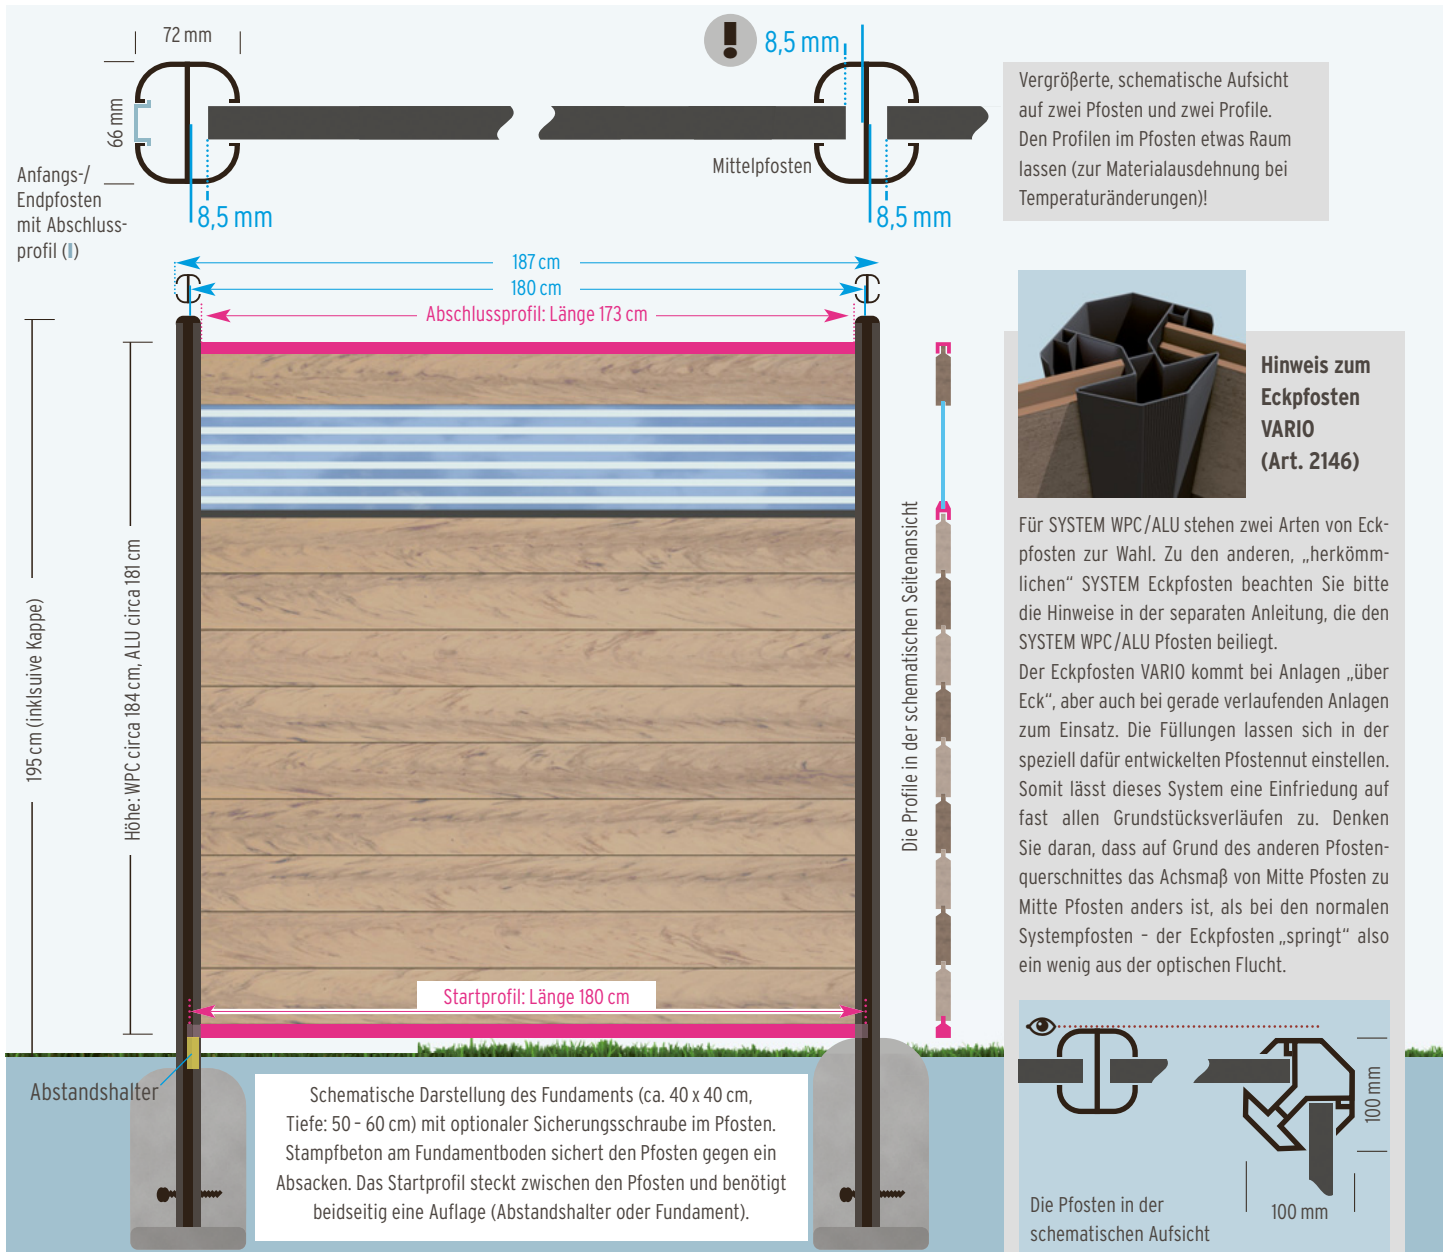 72 mm
66 mm
8,5 mm
8,5 mm
8,5 mm
Mittelpfosten
Anfangs-/
Endpfosten
mit Abschluss-
profil ( )
Vergrößerte, schematische Aufsicht
auf zwei Pfosten und zwei Profile.
Den Profilen im Pfosten etwas Raum
lassen (zur Materialausdehnung bei
Temperaturänderungen)!
187 cm
180 cm
Abschlussprofil: Länge 173 cm
195 cm (inklsuive Kappe)
Höhe: WPC circa 184 cm, ALU circa 181 cm
Die Profile in der schematischen Seitenansicht
Startprofil: Länge 180 cm
Abstandshalter
Schematische Darstellung des Fundaments (ca. 40 x 40 cm,
Tiefe: 50 - 60 cm) mit optionaler Sicherungsschraube im Pfosten.
Stampfbeton am Fundamentboden sichert den Pfosten gegen ein
Absacken. Das Startprofil steckt zwischen den Pfosten und benötigt
beidseitig eine Auflage (Abstandshalter oder Fundament).
Hinweis zum
Eckpfosten
VARIO
(Art. 2146)
Für SYSTEM WPC/ALU stehen zwei Arten von Eck-
pfosten zur Wahl. Zu den anderen, „herkömm-
lichen“ SYSTEM Eckpfosten beachten Sie bitte
die Hinweise in der separaten Anleitung, die den
SYSTEM WPC/ALU Pfosten beiliegt.
Der Eckpfosten VARIO kommt bei Anlagen „über
Eck“, aber auch bei gerade verlaufenden Anlagen
zum Einsatz. Die Füllungen lassen sich in der
speziell dafür entwickelten Pfostennut einstellen.
Somit lässt dieses System eine Einfriedung auf
fast allen Grundstücksverläufen zu. Denken
Sie daran, dass auf Grund des anderen Pfosten-
querschnittes das Achsmaß von Mitte Pfosten zu
Mitte Pfosten anders ist, als bei den normalen
Systempfosten - der Eckpfosten „springt“ also
ein wenig aus der optischen Flucht.
100 mm
100 mm
Die Pfosten in der
schematischen Aufsicht